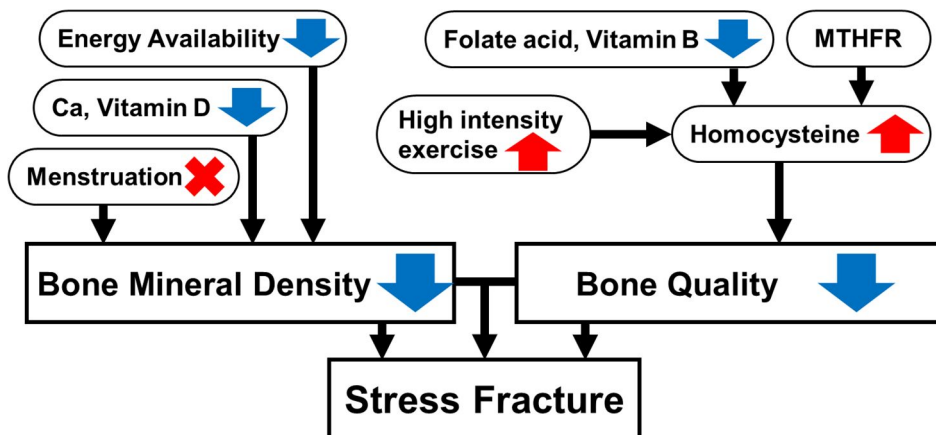 Energy Availability
Folate acid, Vitamin B
MTHFR
Ca, Vitamin D
High intensity
exercise
Homocysteine
Menstruation
Bone Mineral Density
Bone Quality
Stress Fracture